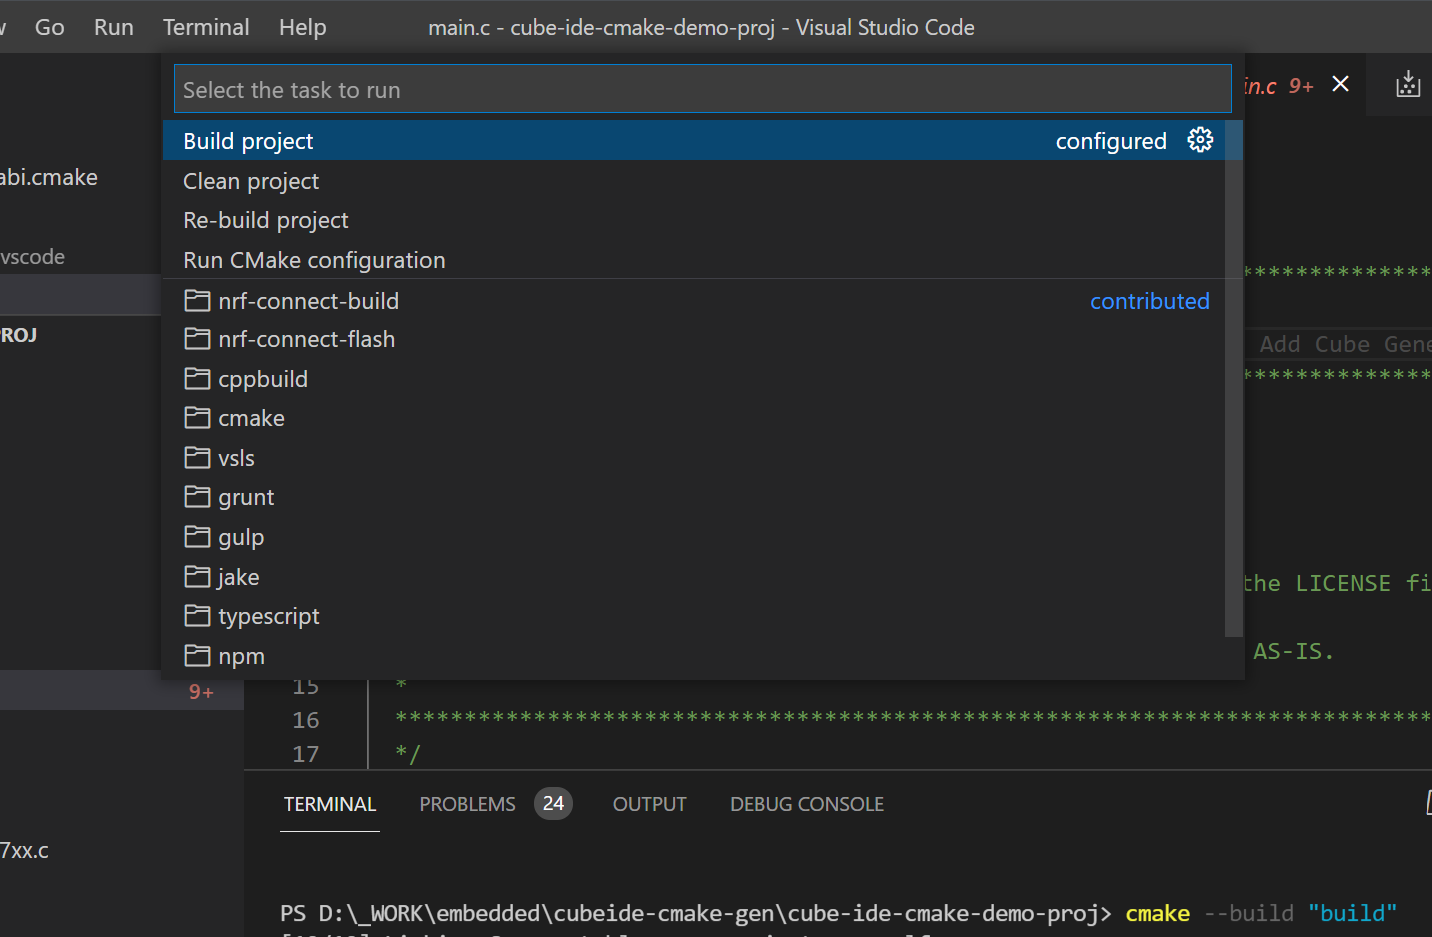 Go Run Terminal Help main.c - cube-ide-cmake-demo-proj - Visual Studio Code
Select the task to run
in.c 9+
Build project configured
abi.cmake
Clean project
Re-build project
vscode
Run CMake configuration
****************
nrf-connect-build contributed
PROJ
nrf-connect-flash
Add Cube Gene
cppbuild
****************
cmake
vsls
grunt
gulp
jake
the LICENSE fi
typescript
AS-IS.
npm
9+
15 *
16 ******************************************************************************
17 */
TERMINAL PROBLEMS 24 OUTPUT DEBUG CONSOLE
7xx.c
PS D:\_WORK\embedded\cubeide-cmake-gen\cube-ide-cmake-demo-proj> cmake --build "build"